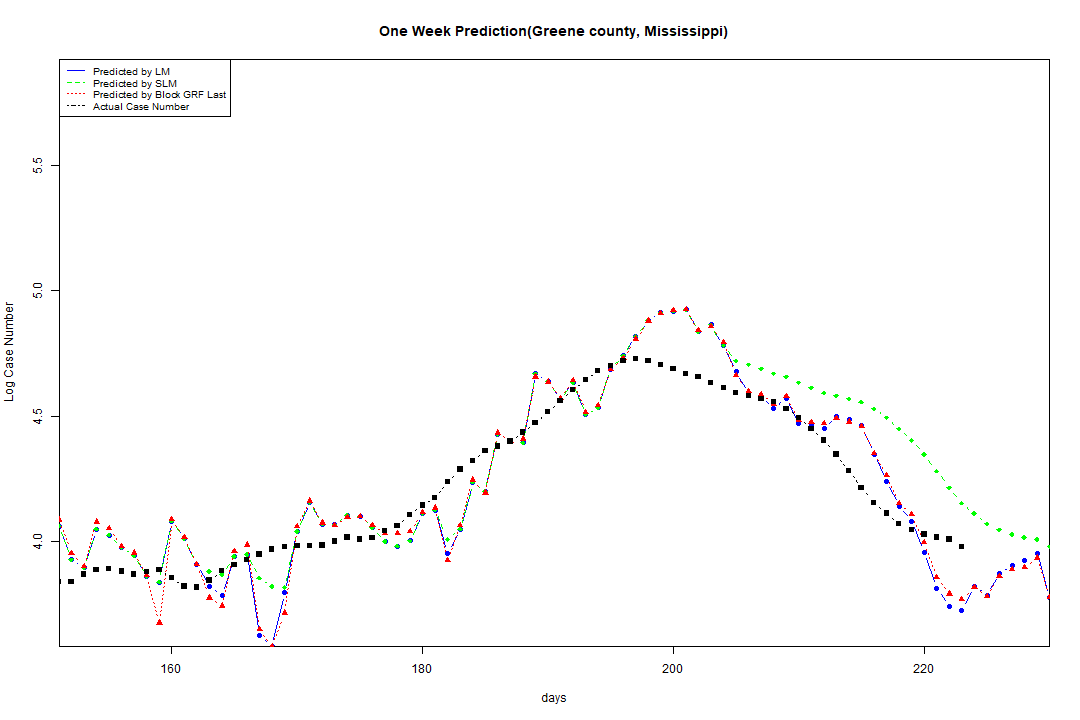 One Week Prediction(Greene county, Mississippi)
Predicted by LM
Predicted by SLM
Predicted by Block GRF Last
Actual Case Number
5.5
5.0
4.5
4.0
Log Case Number
160 180 200 220
days